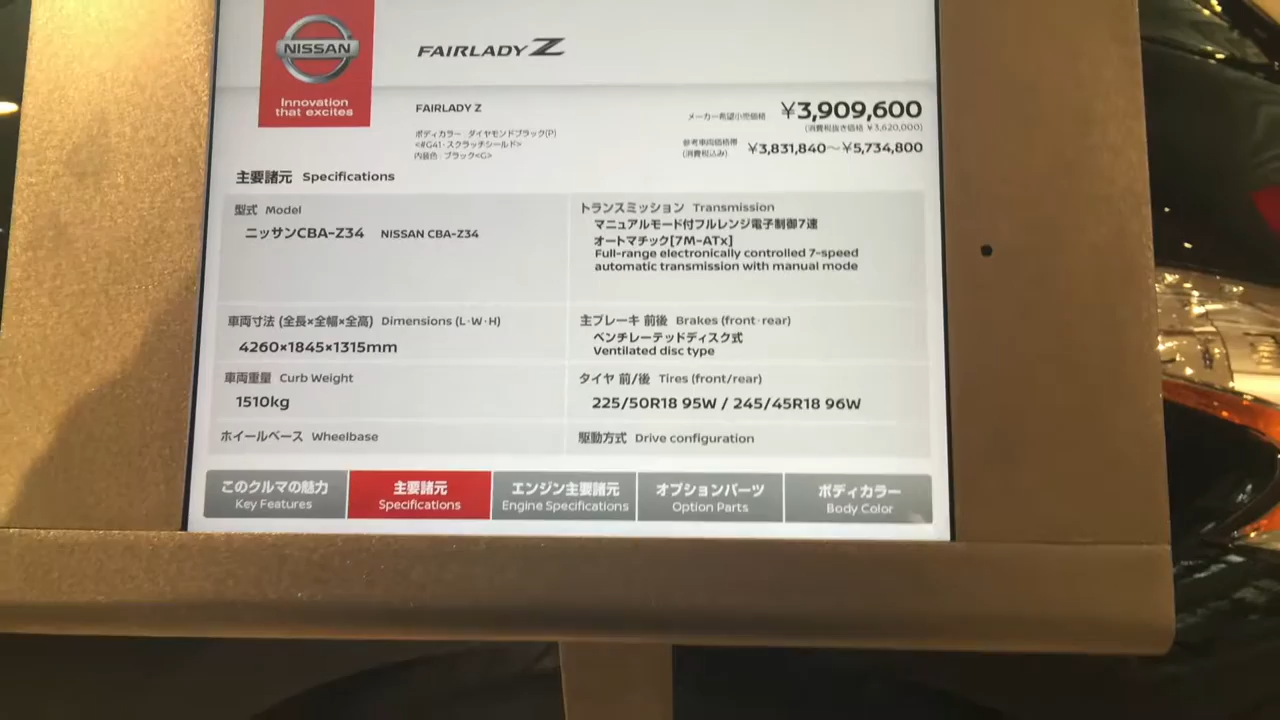 NISSAN
Innovation
that excites
FAIRLADY Z
FAIRLADY Z
ボディカラー ダイヤモンドブラック(P)
<#G41・スクラッチシールド>
内装色 : ブラック<G>
メーカー希望小売価格 ¥3,909,600
(消費税抜き価格 ¥3,620,000)
参考車両価格帯
(消費税込み) ¥3,831,840～¥5,734,800
主要諸元 Specifications
型式 Model
ニッサンCBA-Z34 NISSAN CBA-Z34
トランスミッション Transmission
マニュアルモード付フルレンジ電子制御7速
オートマチック[7M-ATx]
Full-range electronically controlled 7-speed
automatic transmission with manual mode
車両寸法 (全長×全幅×全高) Dimensions (L・W・H)
4260×1845×1315mm
主ブレーキ 前後 Brakes (front・rear)
ベンチレーテッドディスク式
Ventilated disc type
車両重量 Curb Weight
1510kg
タイヤ 前/後 Tires (front/rear)
225/50R18 95W / 245/45R18 96W
ホイールベース Wheelbase
駆動方式 Drive configuration
このクルマの魅力
Key Features
主要諸元
Specifications
エンジン主要諸元
Engine Specifications
オプションパーツ
Option Parts
ボディカラー
Body Color